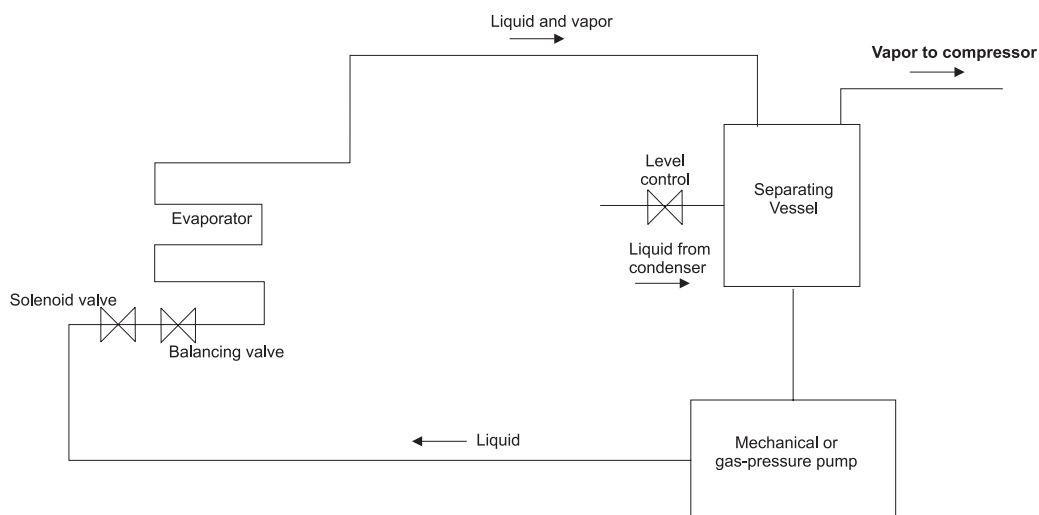 Liquid and vapor
Vapor to compressor
Level
control
Separating
Vessel
Evaporator
Liquid from
condenser
Solenoid valve
Balancing valve
Liquid
Mechanical or
gas-pressure pump